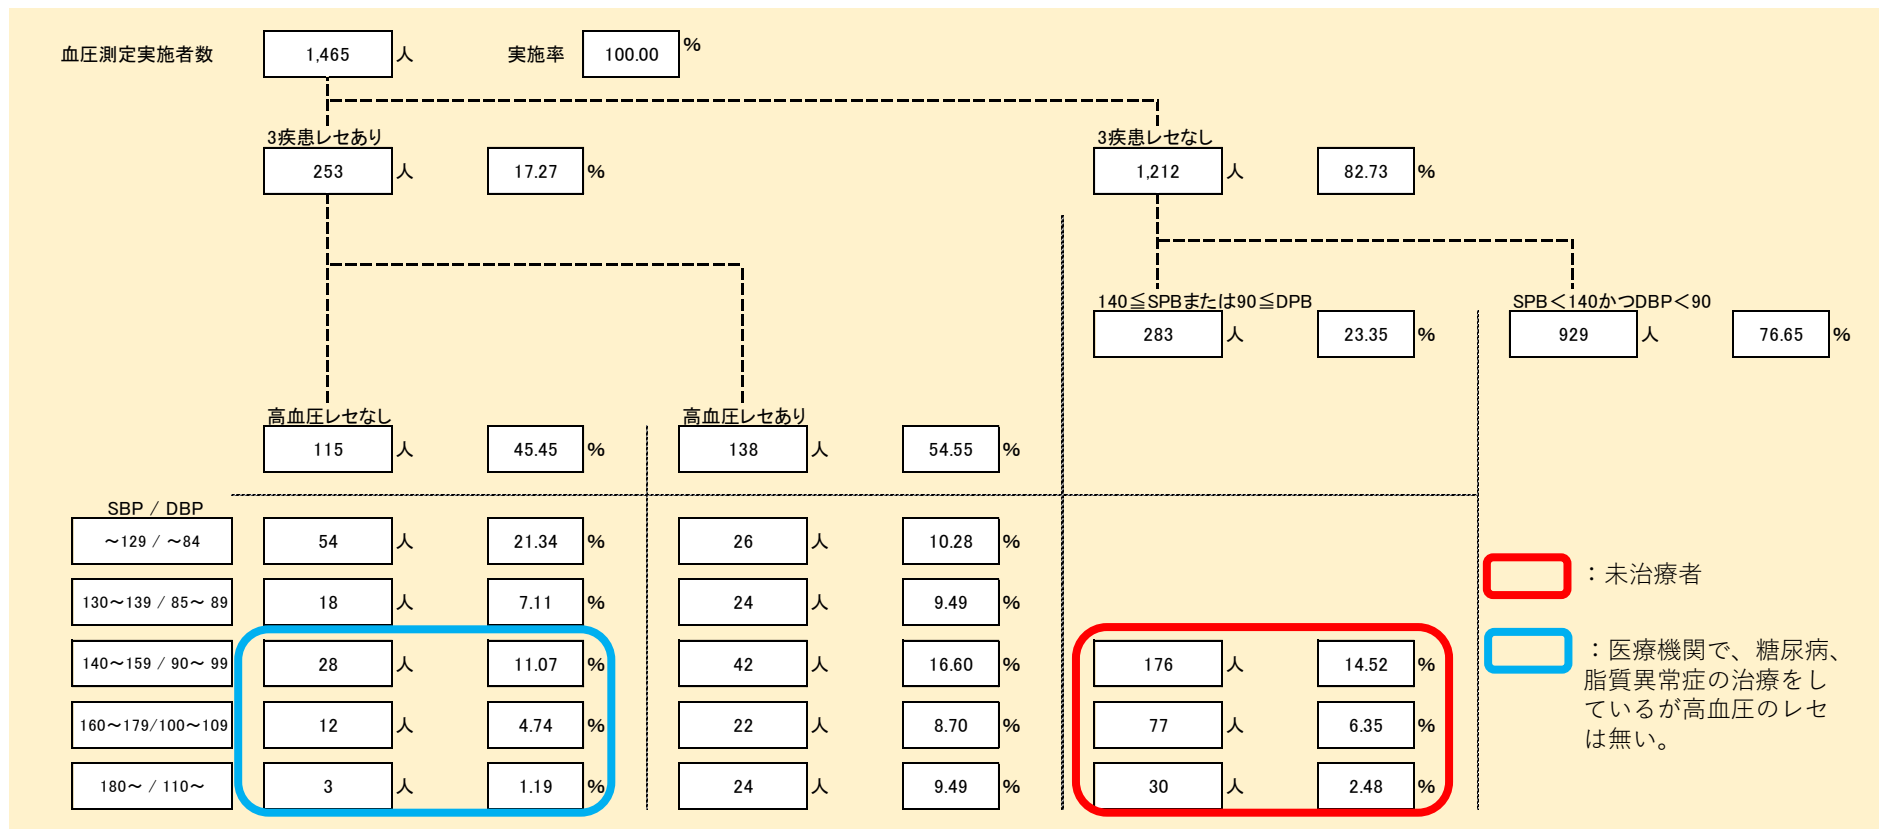 血圧測定実施者数 1,465 人 実施率 100.00 %
3疾患レセあり 3疾患レセなし
253 人 17.27 % 1,212 人 82.73 %
140≦SPBまたは90≦DPB SPB＜140かつDBP＜90
283 人 23.35 % 929 人 76.65 %
高血圧レセなし 高血圧レセあり
115 人 45.45 % 138 人 54.55 %
SBP / DBP
～129 / ～84 54 人 21.34 % 26 人 10.28 %
130～139 / 85～ 89 18 人 7.11 % 24 人 9.49 %
140～159 / 90～ 99 28 人 11.07 % 42 人 16.60 % 176 人 14.52 %
160～179/100～109 12 人 4.74 % 22 人 8.70 % 77 人 6.35 %
180～ / 110～ 3 人 1.19 % 24 人 9.49 % 30 人 2.48 %
：未治療者
：医療機関で、糖尿病、
脂質異常症の治療をし
ているが高血圧のレセ
は無い。